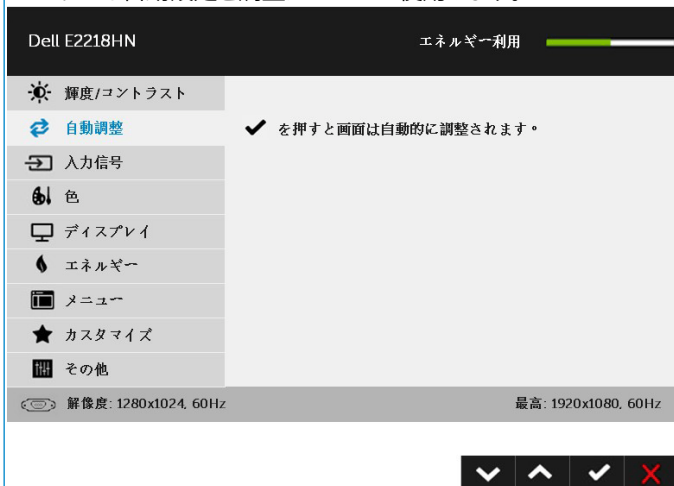 Dell E2218HN
エネルギー利用
輝度/コントラスト
自動調整
を押すと画面は自動的に調整されます。
入力信号
色
ディスプレイ
エネルギー
メニュー
カスタマイズ
その他
解像度: 1280x1024, 60Hz
最高: 1920x1080, 60Hz